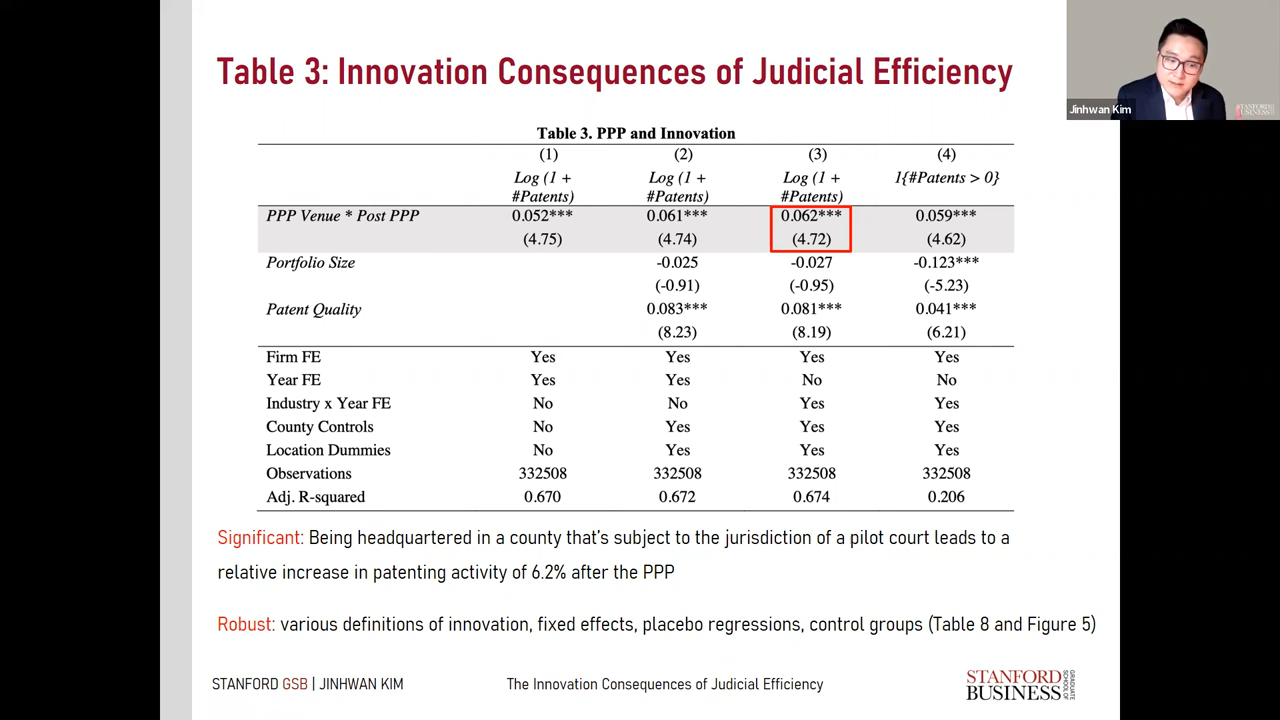 Table 3: Innovation Consequences of Judicial Efficiency
Jinhwan Kim
STANFORD
BUSINESS
Table 3. PPP and Innovation
(1) (2) (3) (4)
Log (1 + Log (1 + Log (1 + 1{#Patents > 0}
#Patents) #Patents) #Patents)
PPP Venue * Post PPP 0.052*** 0.061*** 0.062*** 0.059***
(4.75) (4.74) (4.72) (4.62)
Portfolio Size -0.025 -0.027 -0.123***
(-0.91) (-0.95) (-5.23)
Patent Quality 0.083*** 0.081*** 0.041***
(8.23) (8.19) (6.21)
Firm FE Yes Yes Yes Yes
Year FE Yes Yes No No
Industry x Year FE No No Yes Yes
County Controls No Yes Yes Yes
Location Dummies No Yes Yes Yes
Observations 332508 332508 332508 332508
Adj. R-squared 0.670 0.672 0.674 0.206
Significant: Being headquartered in a county that's subject to the jurisdiction of a pilot court leads to a
relative increase in patenting activity of 6.2% after the PPP
Robust: various definitions of innovation, fixed effects, placebo regressions, control groups (Table 8 and Figure 5)
STANFORD GSB | JINHWAN KIM
The Innovation Consequences of Judicial Efficiency
STANFORD
BUSINESS
GRADUATE
SCHOOL OF